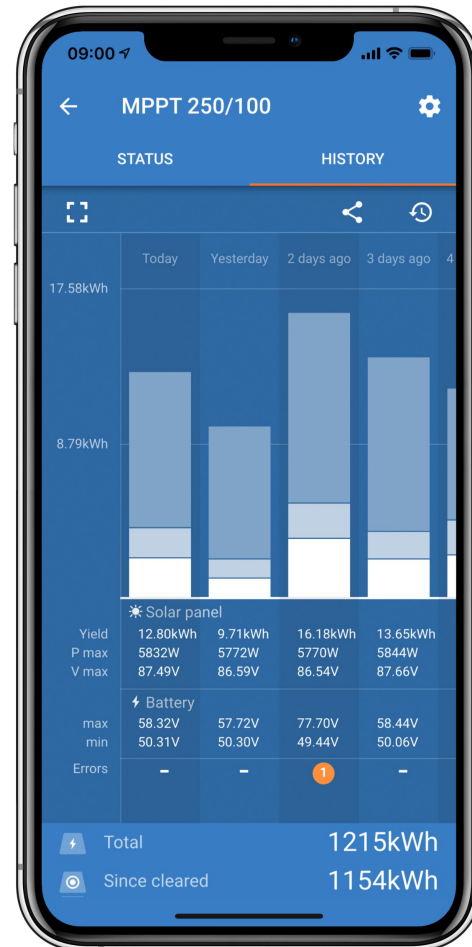 09:00
MPPT 250/100
STATUS HISTORY
Today Yesterday 2 days ago 3 days ago 4
17.58kWh
8.79kWh
Solar panel
Yield 12.80kWh 9.71kWh 16.18kWh 13.65kWh
P max 5832W 5772W 5770W 5844W
V max 87.49V 86.59V 86.54V 87.66V
Battery
max 58.32V 57.72V 77.70V 58.44V
min 50.31V 50.30V 49.44V 50.06V
Errors – – 1 –
Total 1215kWh
Since cleared 1154kWh